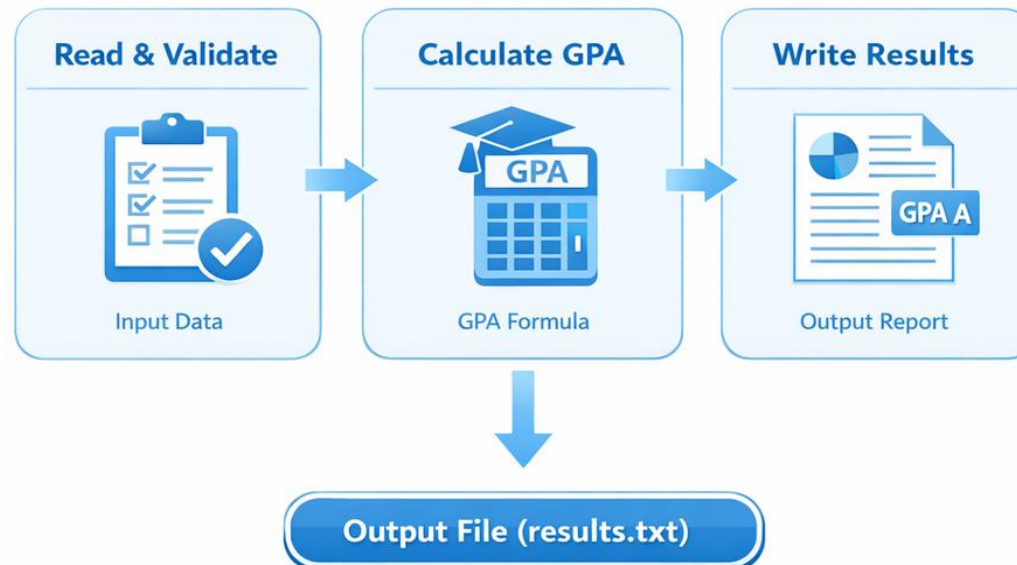 Read & Validate
Input Data
Calculate GPA
GPA
GPA Formula
Write Results
GPA A
Output Report
Output File (results.txt)